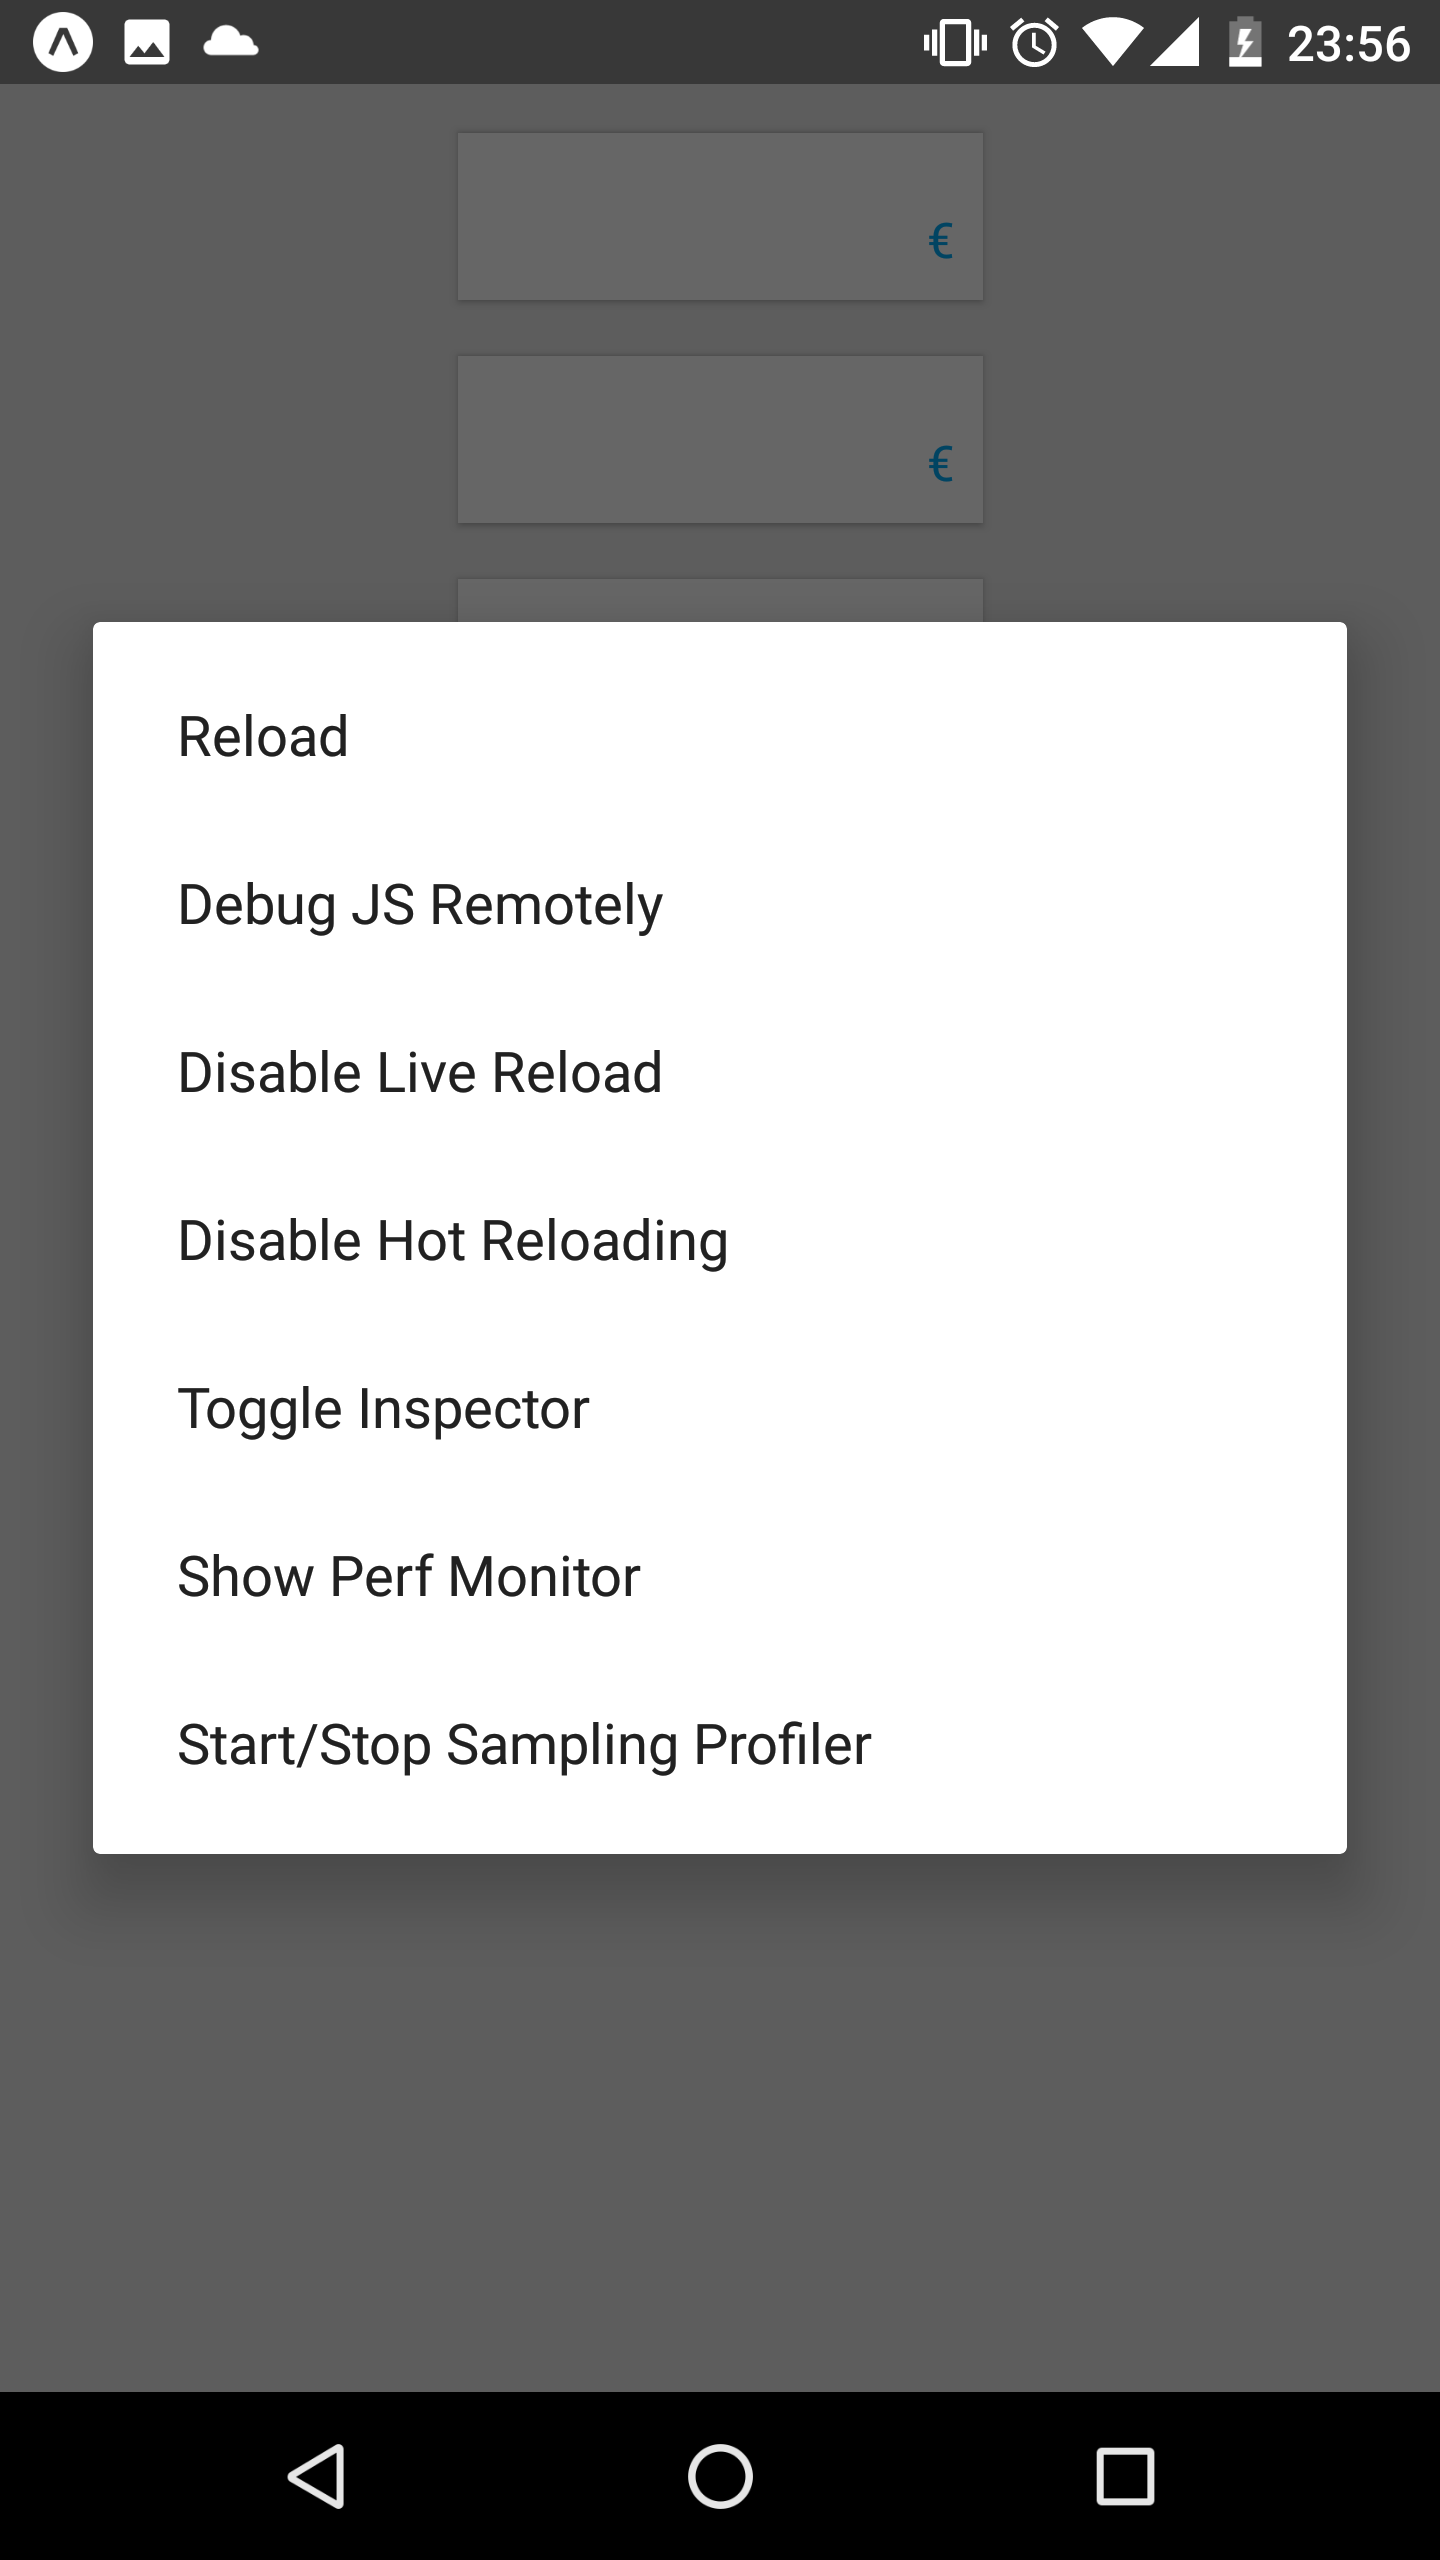 23:56
€
€
Reload
Debug JS Remotely
Disable Live Reload
Disable Hot Reloading
Toggle Inspector
Show Perf Monitor
Start/Stop Sampling Profiler